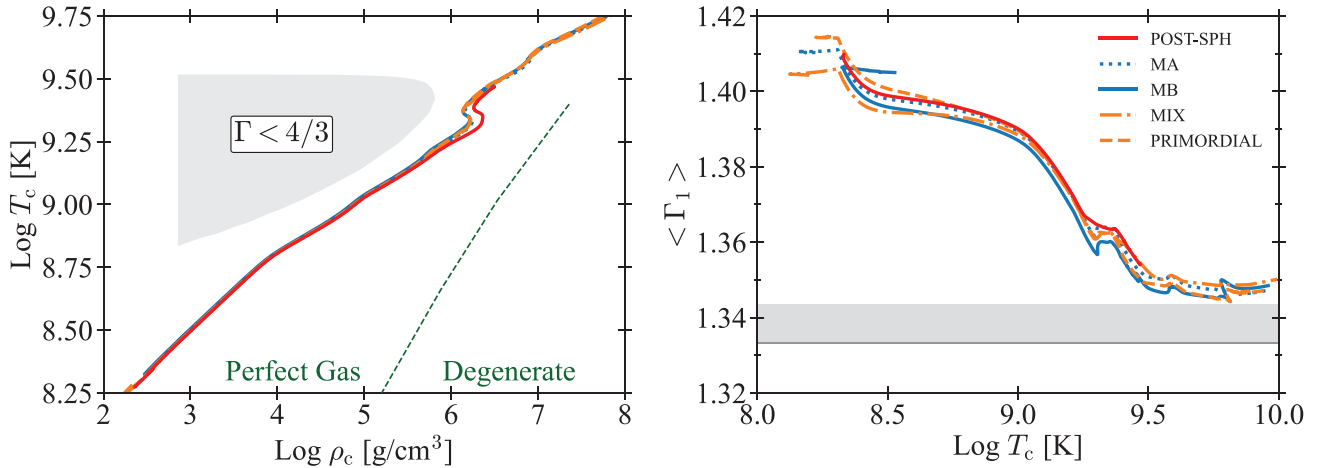 9.75
9.50
9.25
9.00
8.75
8.50
8.25
Log T_c [K]
Γ < 4/3
Perfect Gas
Degenerate
2 3 4 5 6 7 8
Log ρ_c [g/cm³]
1.42
1.40
1.38
1.36
1.34
1.32
< Γ₁ >
POST-SPH
MA
MB
MIX
PRIMORDIAL
8.0 8.5 9.0 9.5 10.0
Log T_c [K]